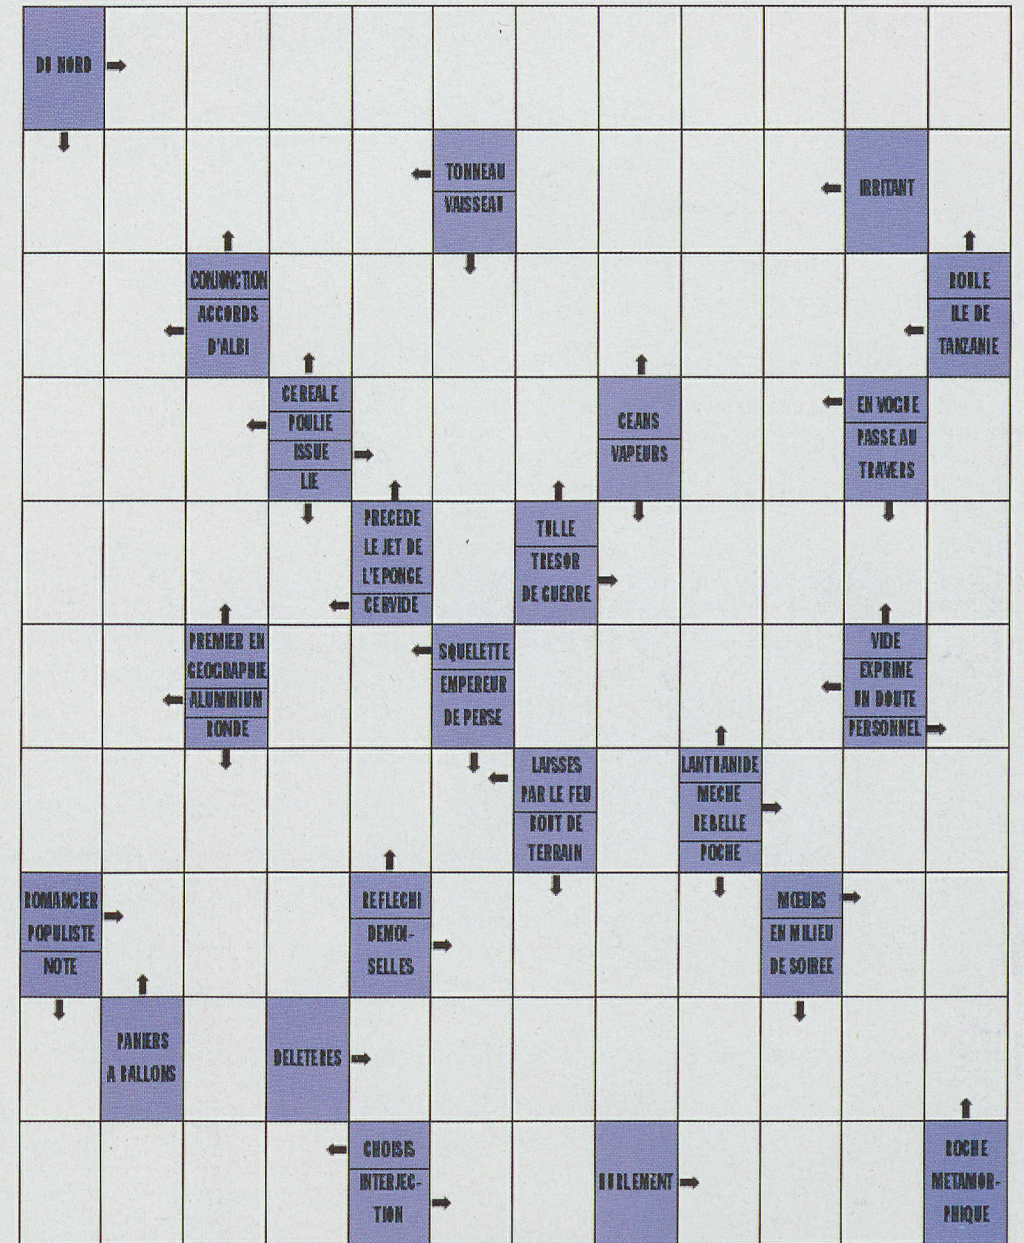 DU NORD
TONNEAU
VAISSEAU
IRRITANT
CONJONCTION
ACCORDS
D'ALBI
ROULE
ILE DE
TANZANIE
CEREALE
POULIE
ISSUE
LIE
CEANS
VAPEURS
EN VOGUE
PASSE AU
TRAVERS
PRECEDE
LE JET DE
L'EPONGE
CERVIDE
TULLE
TRESOR
DE GUERRE
PREMIER EN
GEOGRAPHIE
ALUMINIUM
RONDE
SQUELETTE
EMPEREUR
DE PERSE
VIDE
EXPRIME
UN DOUTE
PERSONNEL
LAISSES
PAR LE FEU
BOUT DE
TERRAIN
LANTHANIDE
MECHE
REBELLE
POCHE
ROMANCIER
POPULISTE
NOTE
REFLECHI
DEMOI-
SELLES
MŒURS
EN MILIEU
DE SOIREE
PANIERS
A BALLONS
DELETERES
CHOISIS
INTERJEC-
TION
HURLEMENT
ROCHE
METAMOR-
PHIQUE